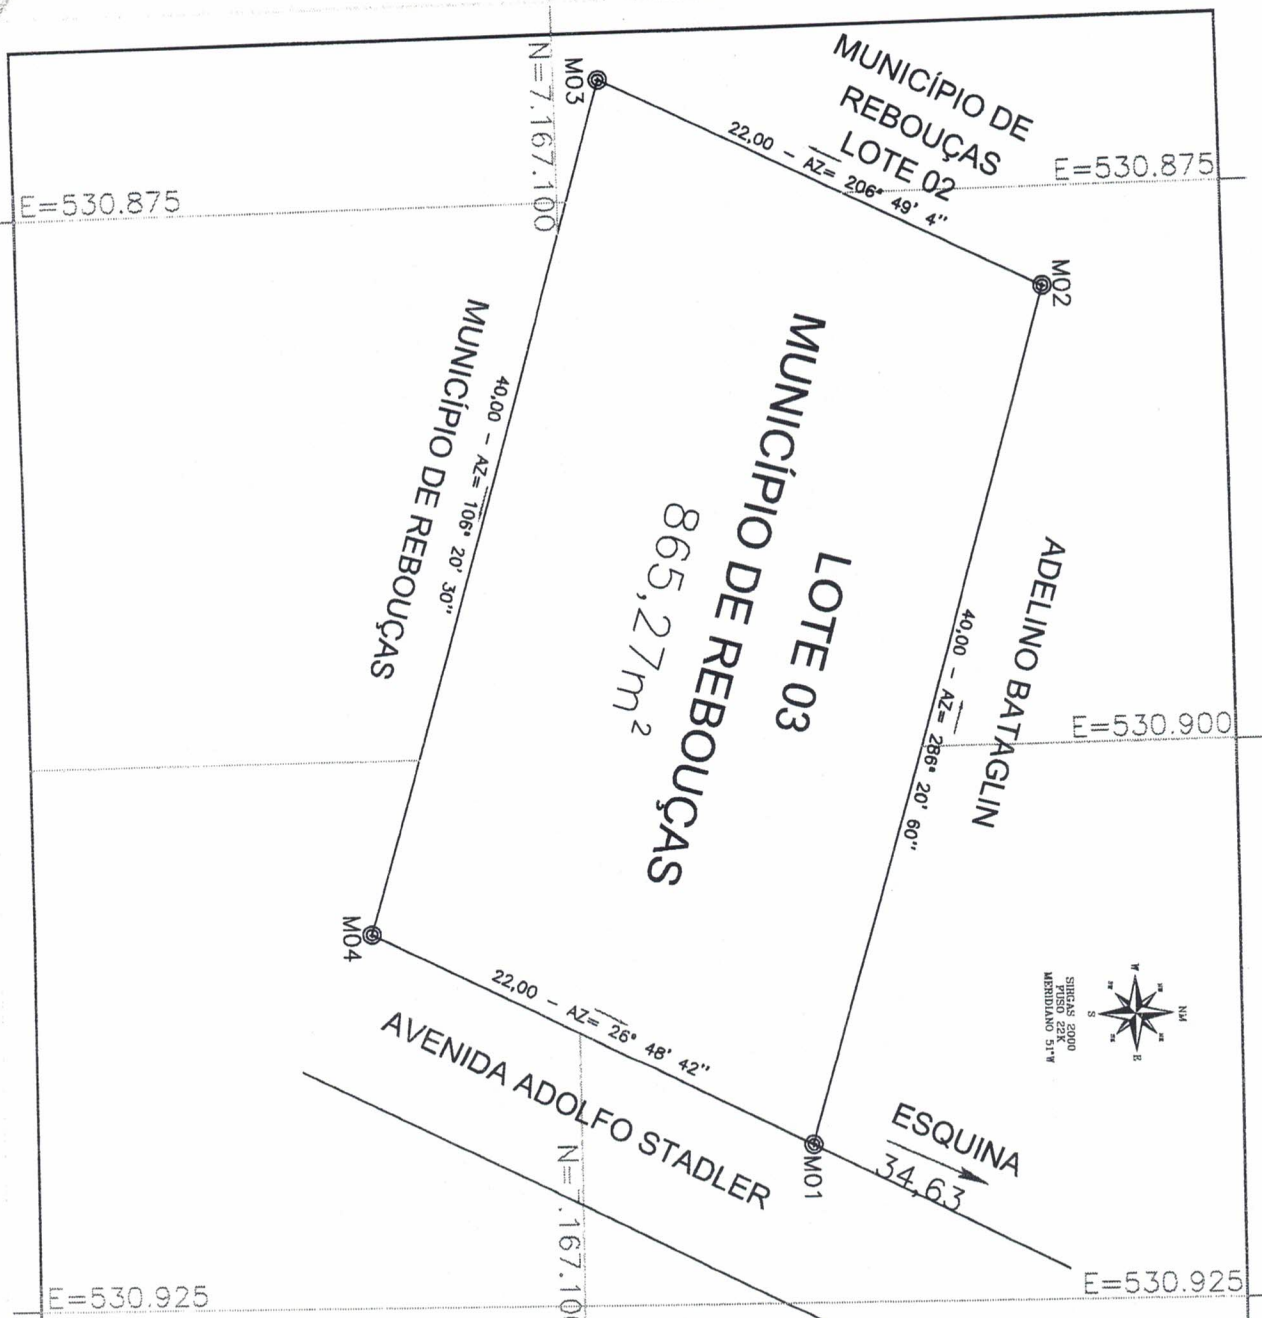 MUNICÍPIO DE
REBOUÇAS
LOTE 02
N=7.167.100
M03
22,00 - AZ= 206° 49' 4"
E=530.875
E=530.875
M02
MUNICÍPIO DE REBOUÇAS
40,00 - AZ= 106° 20' 30"
LOTE 03
MUNICÍPIO DE REBOUÇAS
865,27m²
ADELINO BATAGLIN
40,00 - AZ= 286° 20' 60"
E=530.900
M04
22,00 - AZ= 26° 48' 42"
AVENIDA ADOLFO STADLER
NM
W
E
S
SIRGAS 2000
FUSO 22K
MERIDIANO 51°W
M01
ESQUINA
34,63
N=7.167.10
E=530.925
E=530.925